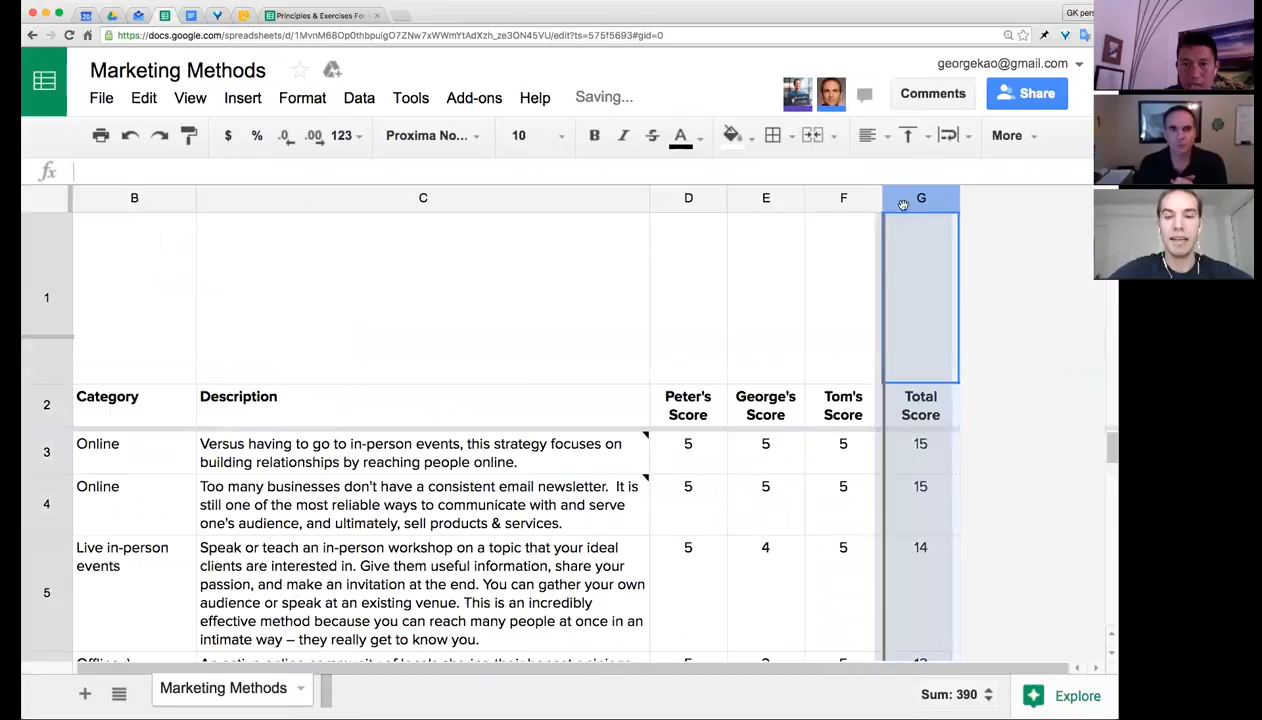 20
Principles & Exercises For
GK pers
https://docs.google.com/spreadsheets/d/1MvnM68Op0thbpuigO7ZNw7xWWmYtAdXzh_ze3ON45VU/edit?ts=575f5693#gid=0
Marketing Methods
georgekao@gmail.com
File Edit View Insert Format Data Tools Add-ons Help Saving...
Comments
Share
$ % .0 .00 123 Proxima No... 10 B I S A More
fx
B C D E F G
1
2 Category Description Peter's Score George's Score Tom's Score Total Score
3 Online Versus having to go to in-person events, this strategy focuses on 5 5 5 15
building relationships by reaching people online.
4 Online Too many businesses don't have a consistent email newsletter. It is 5 5 5 15
still one of the most reliable ways to communicate with and serve
one's audience, and ultimately, sell products & services.
5 Live in-person events Speak or teach an in-person workshop on a topic that your ideal 5 4 5 14
clients are interested in. Give them useful information, share your
passion, and make an invitation at the end. You can gather your own
audience or speak at an existing venue. This is an incredibly
effective method because you can reach many people at once in an
intimate way – they really get to know you.
Marketing Methods
Sum: 390
Explore